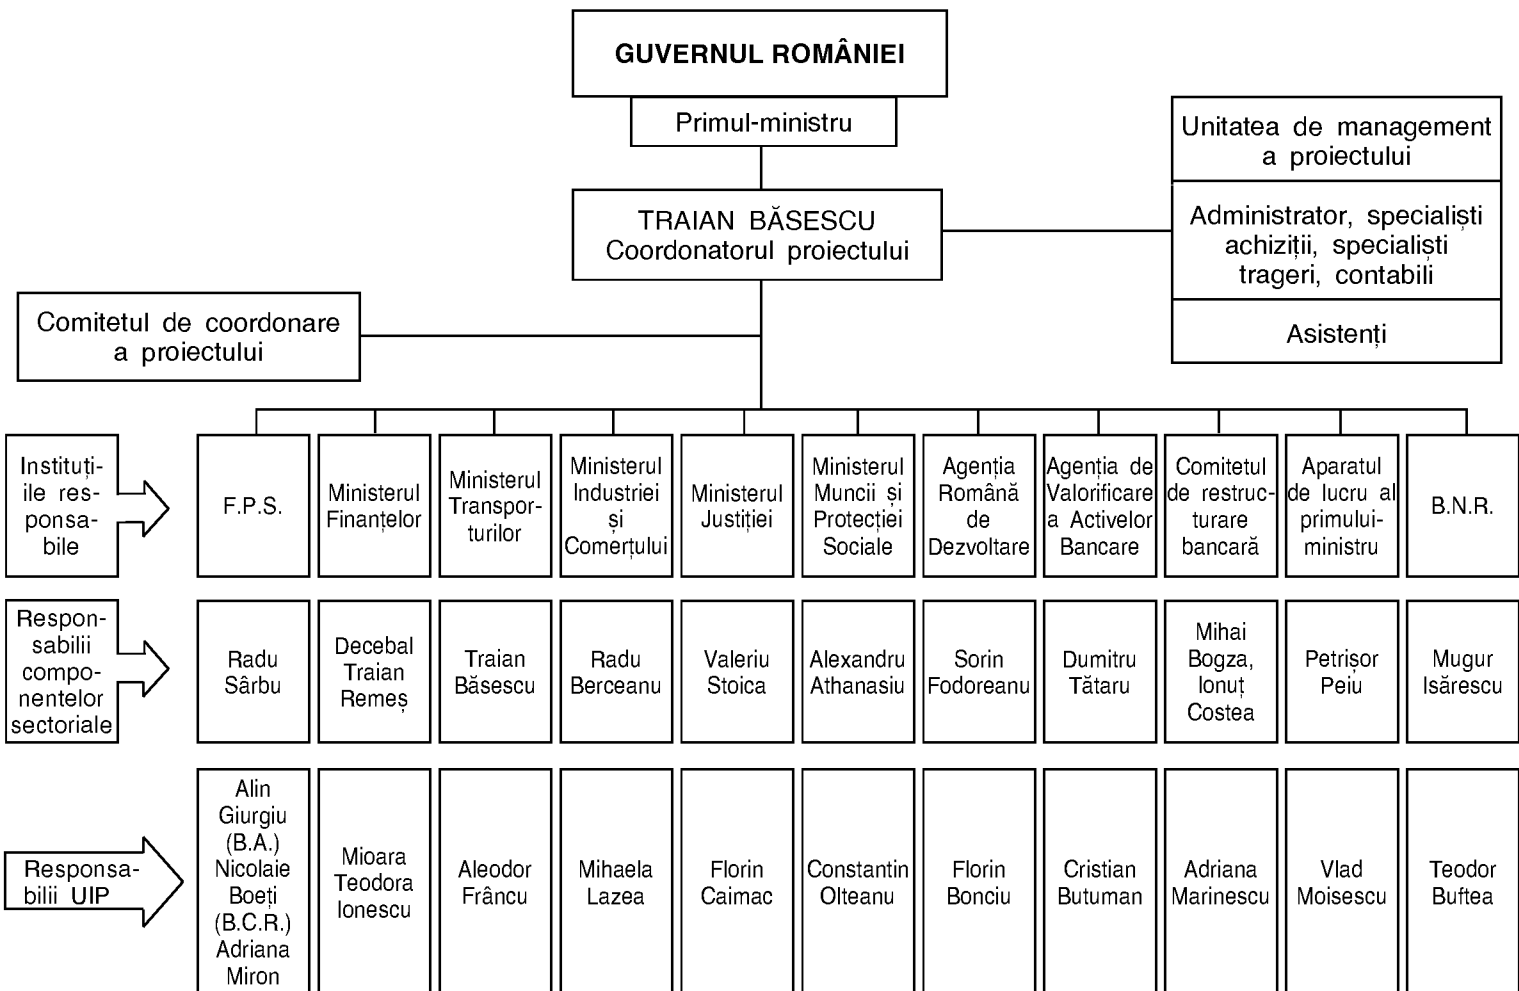 GUVERNUL ROMÂNIEI
Primul-ministru
Unitatea de management
a proiectului
TRAIAN BĂSESCU
Coordonatorul proiectului
Administrator, specialiști
achiziții, specialiști
trageri, contabili
Asistenți
Comitetul de coordonare
a proiectului
Instituți-
ile res-
ponsa-
bile
F.P.S.
Ministerul
Finanțelor
Ministerul
Transpor-
turilor
Ministerul
Industriei
și
Comerțului
Ministerul
Justiției
Ministerul
Muncii și
Protecției
Sociale
Agenția
Română
de
Dezvoltare
Agenția de
Valorificare
a Activelor
Bancare
Comitetul
de restruc-
turare
bancară
Aparatul
de lucru al
primului-
ministru
B.N.R.
Respon-
sabilii
compo-
nentelor
sectoriale
Radu
Sârbu
Decebal
Traian
Remeș
Traian
Băsescu
Radu
Berceanu
Valeriu
Stoica
Alexandru
Athanasiu
Sorin
Fodoreanu
Dumitru
Tătaru
Mihai
Bogza,
Ionuț
Costea
Petrișor
Peiu
Mugur
Isărescu
Responsa-
bilii UIP
Alin
Giurgiu
(B.A.)
Nicolaie
Boeți
(B.C.R.)
Adriana
Miron
Mioara
Teodora
Ionescu
Aleodor
Frâncu
Mihaela
Lazea
Florin
Caimac
Constantin
Olteanu
Florin
Bonciu
Cristian
Butuman
Adriana
Marinescu
Vlad
Moisescu
Teodor
Buftea